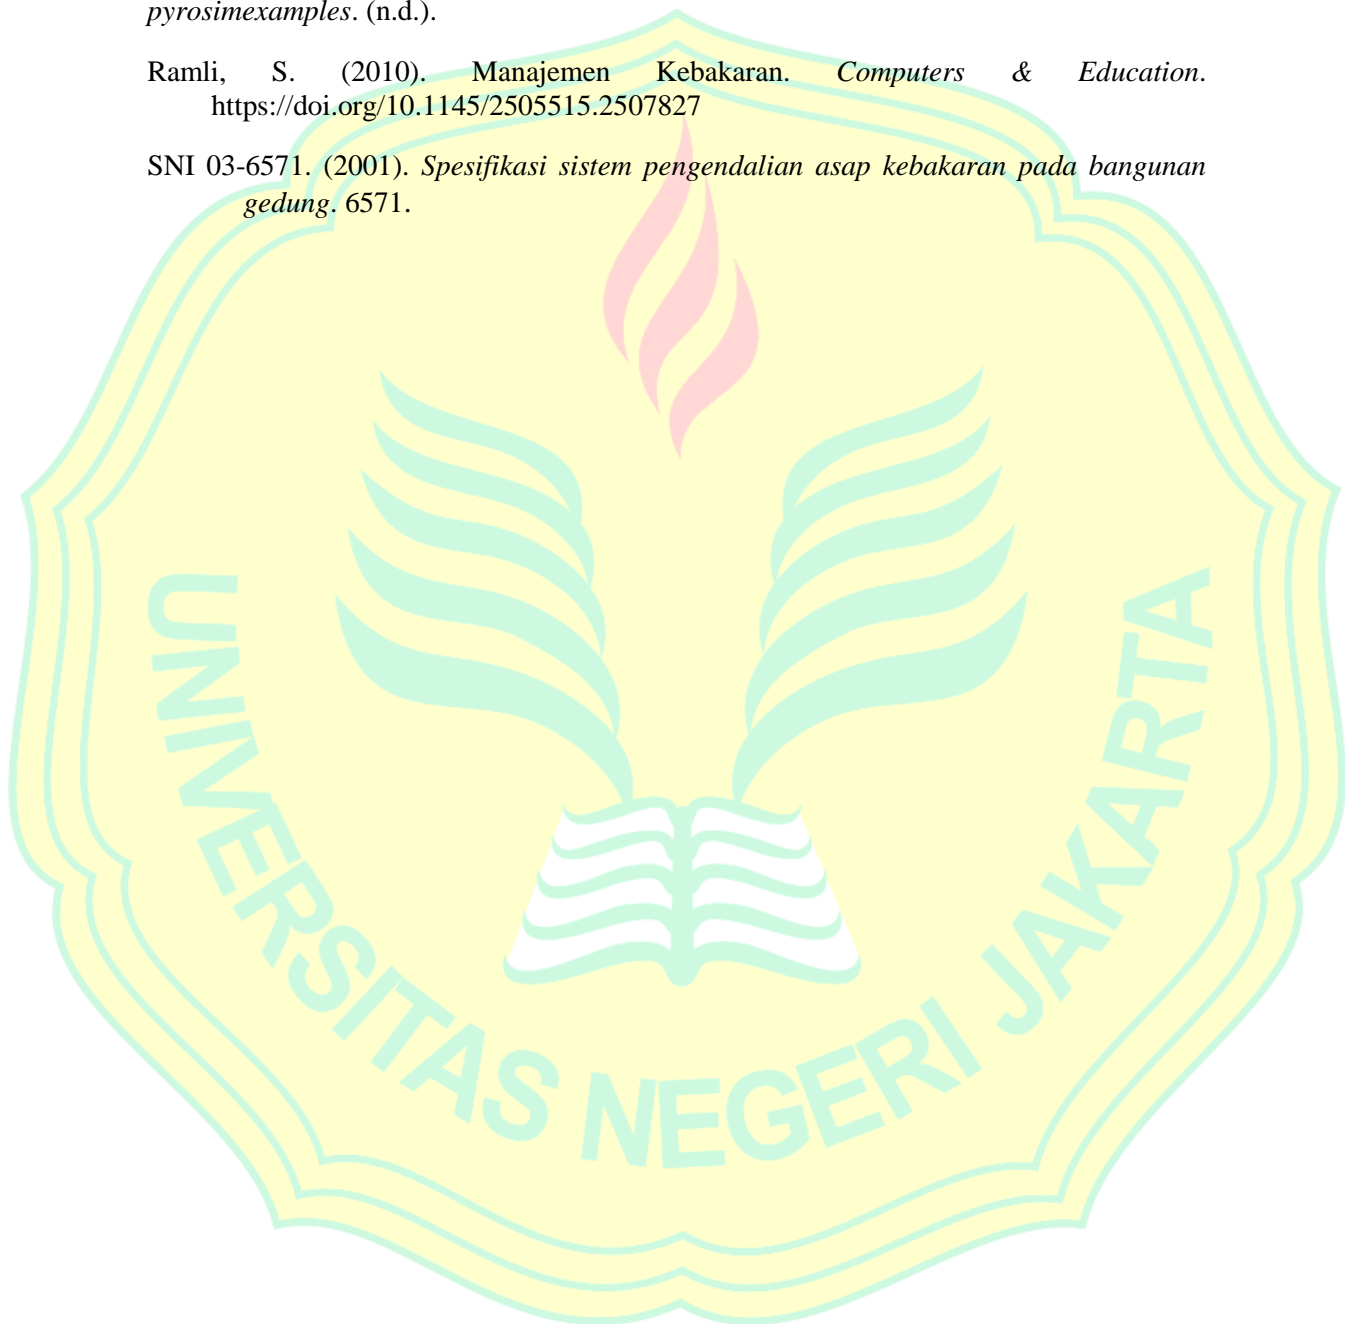 pyrosimexamples. (n.d.).
Ramli, S. (2010). Manajemen Kebakaran. Computers & Education.
https://doi.org/10.1145/2505515.2507827
SNI 03-6571. (2001). Spesifikasi sistem pengendalian asap kebakaran pada bangunan
gedung. 6571.
UNIVERSITAS NEGERI JAKARTA